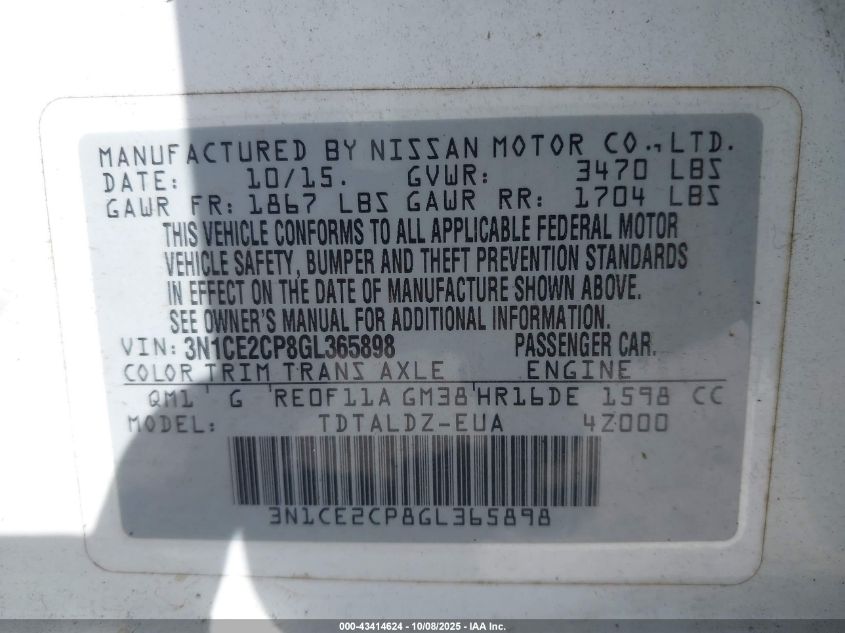 MANUFACTURED BY NISSAN MOTOR CO., LTD.
DATE: 10/15. GVWR: 3470 LBS
GAWR FR: 1867 LBS GAWR RR: 1704 LBS
THIS VEHICLE CONFORMS TO ALL APPLICABLE FEDERAL MOTOR
VEHICLE SAFETY, BUMPER AND THEFT PREVENTION STANDARDS
IN EFFECT ON THE DATE OF MANUFACTURE SHOWN ABOVE.
SEE OWNER'S MANUAL FOR ADDITIONAL INFORMATION.
VIN: 3N1CE2CP8GL365898 PASSENGER CAR.
COLOR TRIM TRANS AXLE ENGINE
QM1 G RE0F11A GM38 HR16DE 1598 CC
MODEL: TDTALDZ-EUA 4Z000
3N1CE2CP8GL365898
000-43414624 - 10/08/2025 - IAA Inc.